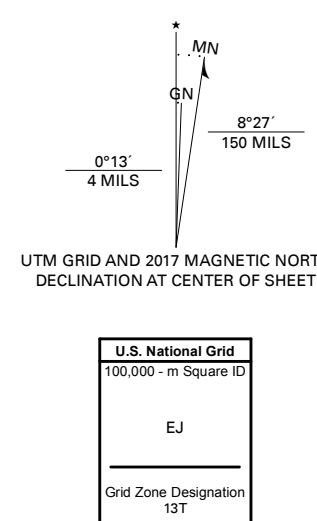 ★
MN
GN
8°27´
150 MILS
0°13´
4 MILS
UTM GRID AND 2017 MAGNETIC NORT
DECLINATION AT CENTER OF SHEET
U.S. National Grid
100,000 - m Square ID
EJ
Grid Zone Designation
13T